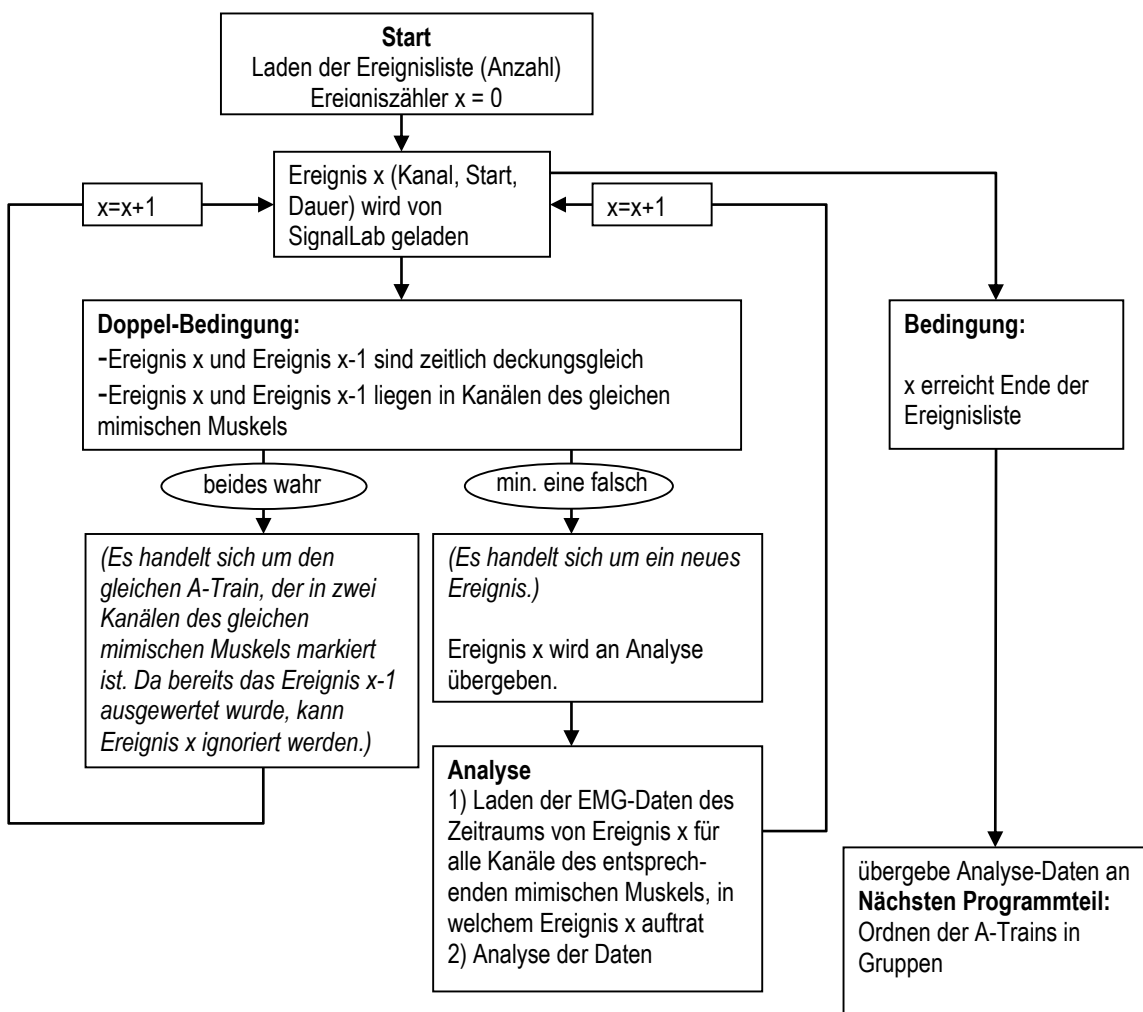 Start
Laden der Ereignisliste (Anzahl)
Ereigniszähler x = 0
Ereignis x (Kanal, Start,
Dauer) wird von
SignalLab geladen
x=x+1
x=x+1
Doppel-Bedingung:
-Ereignis x und Ereignis x-1 sind zeitlich deckungsgleich
-Ereignis x und Ereignis x-1 liegen in Kanälen des gleichen
mimischen Muskels
Bedingung:
x erreicht Ende der
Ereignisliste
beides wahr
min. eine falsch
(Es handelt sich um den
gleichen A-Train, der in zwei
Kanälen des gleichen
mimischen Muskels markiert
ist. Da bereits das Ereignis x-1
ausgewertet wurde, kann
Ereignis x ignoriert werden.)
(Es handelt sich um ein neues
Ereignis.)
Ereignis x wird an Analyse
übergeben.
Analyse
1) Laden der EMG-Daten des
Zeitraums von Ereignis x für
alle Kanäle des entsprech-
enden mimischen Muskels, in
welchem Ereignis x auftrat
2) Analyse der Daten
übergebe Analyse-Daten an
Nächsten Programmteil:
Ordnen der A-Trains in
Gruppen